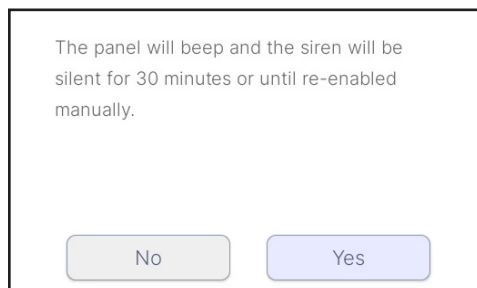 The panel will beep and the siren will be
silent for 30 minutes or until re-enabled
manually.
No
Yes